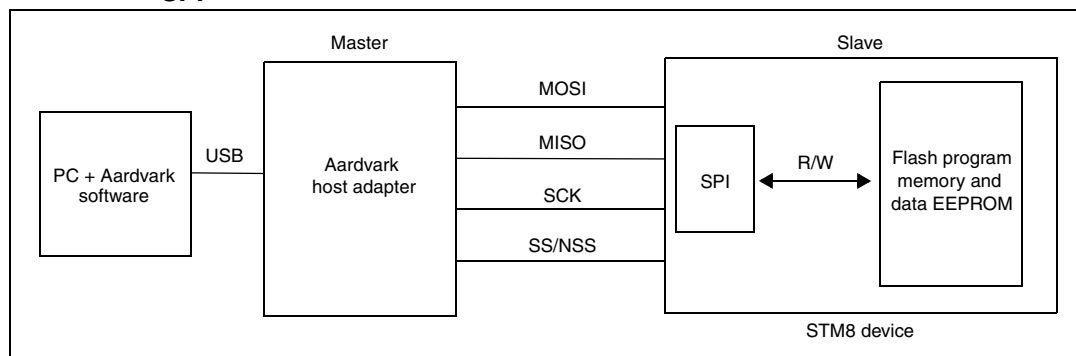 Master
Slave
MOSI
MISO
SCK
SS/NSS
USB
PC + Aardvark
software
Aardvark
host adapter
SPI
R/W
Flash program
memory and
data EEPROM
STM8 device